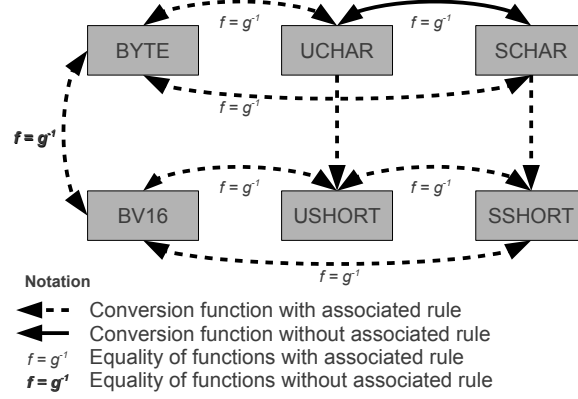 f = g⁻¹
f = g⁻¹
BYTE UCHAR SCHAR
f = g⁻¹
f = g⁻¹
f = g⁻¹
f = g⁻¹
BV16 USHORT SSHORT
f = g⁻¹
Notation
Conversion function with associated rule
Conversion function without associated rule
f = g⁻¹ Equality of functions with associated rule
f = g⁻¹ Equality of functions without associated rule